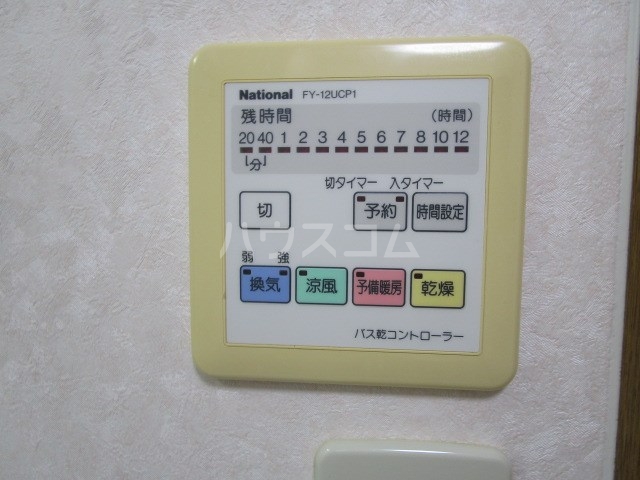 National FY-12UCP1
残時間 (時間)
20 40 1 2 3 4 5 6 7 8 10 12
分
切タイマー 入タイマー
切 予約 時間設定
ハウスコム
弱 強
換気 涼風 予備暖房 乾燥
バス乾コントローラー